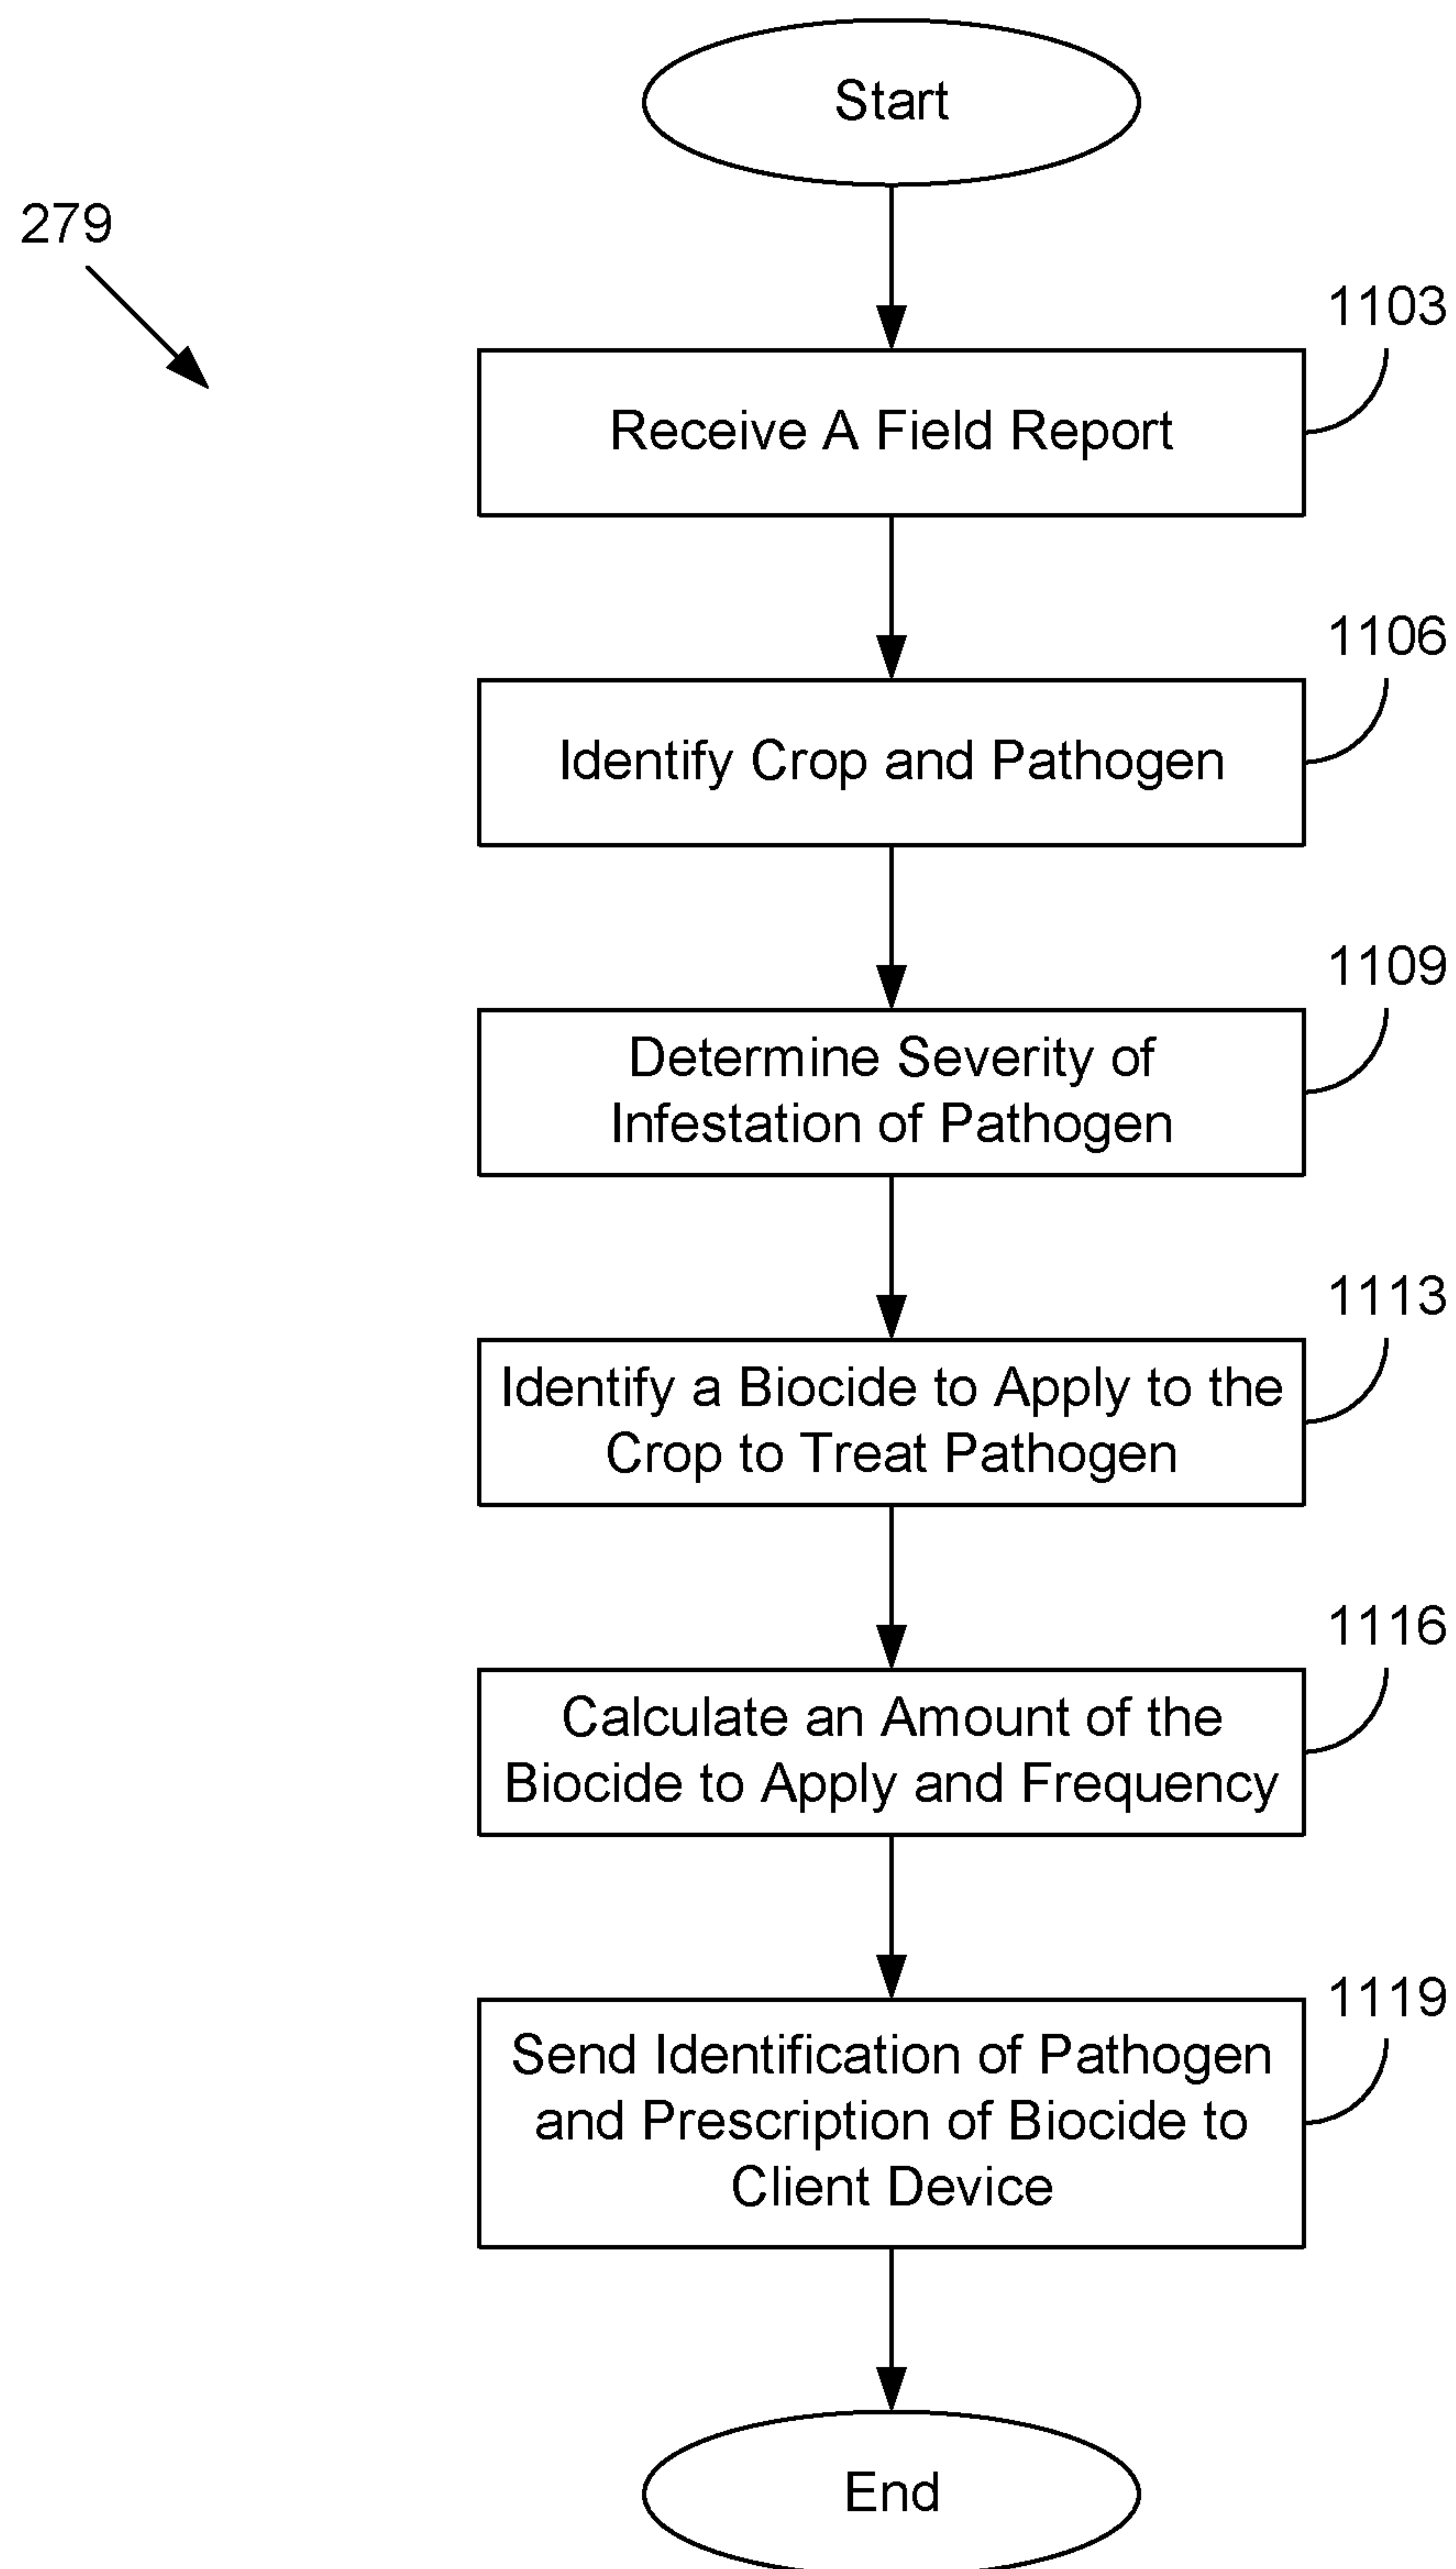 Start
279
1103
Receive A Field Report
1106
Identify Crop and Pathogen
1109
Determine Severity of
Infestation of Pathogen
1113
Identify a Biocide to Apply to the
Crop to Treat Pathogen
1116
Calculate an Amount of the
Biocide to Apply and Frequency
1119
Send Identification of Pathogen
and Prescription of Biocide to
Client Device
End